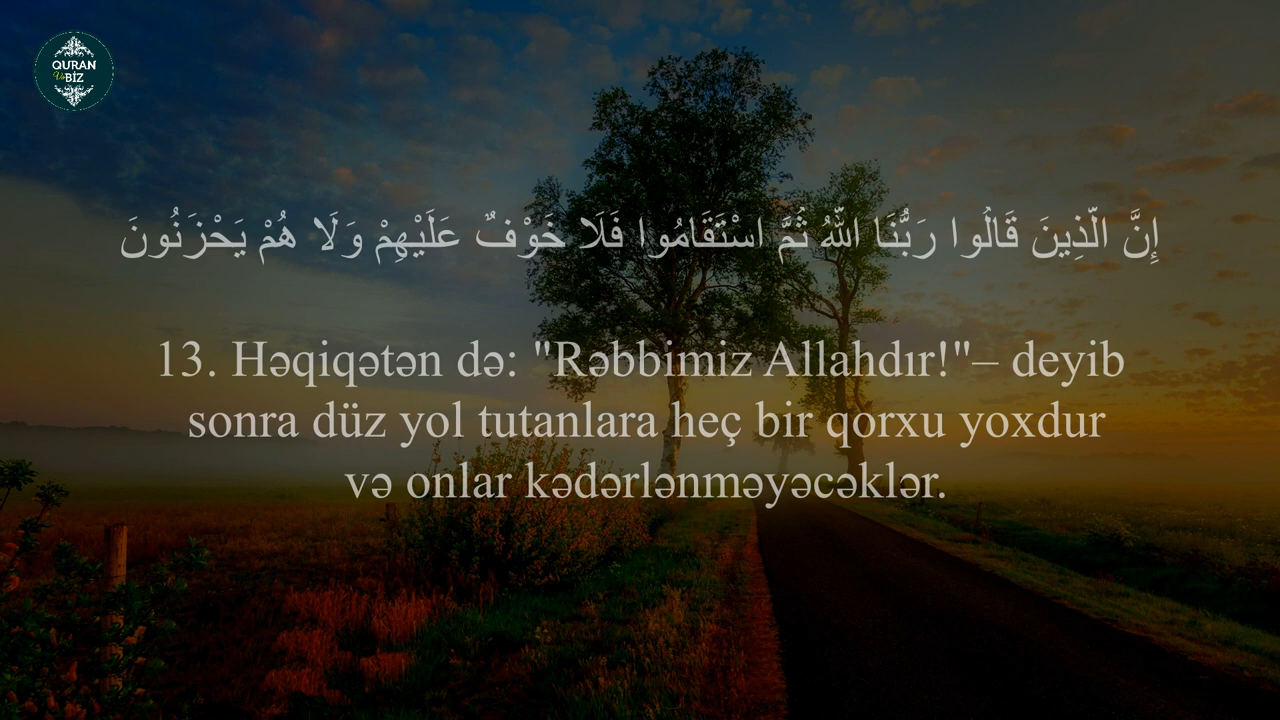 QURAN
Və BİZ
إِنَّ الَّذِينَ قَالُوا رَبُّنَا اللَّهُ ثُمَّ اسْتَقَامُوا فَلَا خَوْفٌ عَلَيْهِمْ وَلَا هُمْ يَحْزَنُونَ
13. Həqiqətən də: "Rəbbimiz Allahdır!"– deyib
sonra düz yol tutanlara heç bir qorxu yoxdur
və onlar kədərlənməyəcəklər.